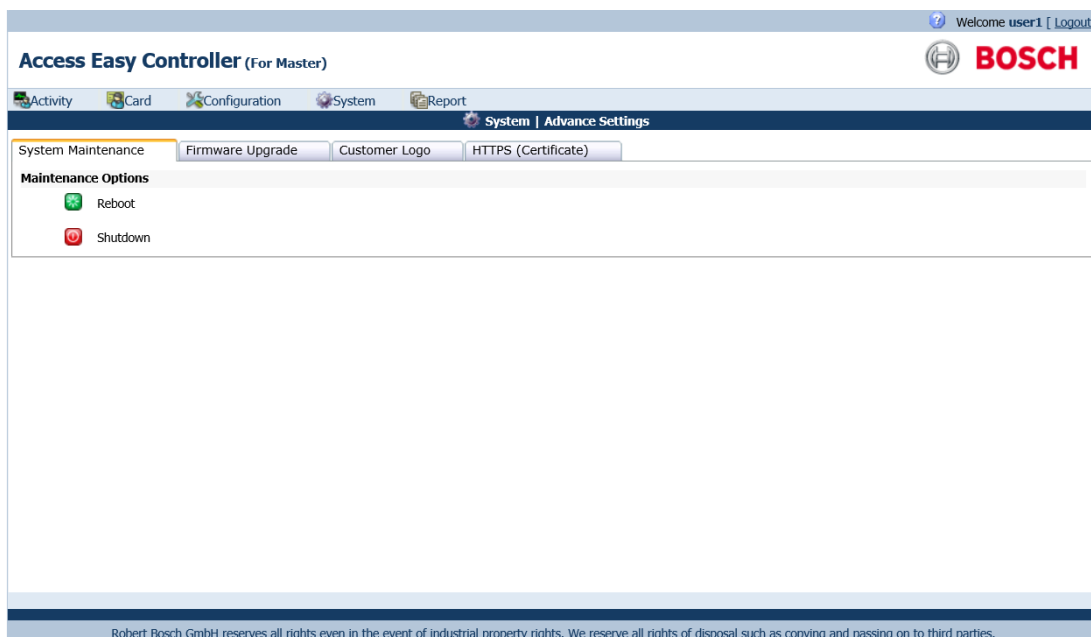 Welcome user1 [ Logout
Access Easy Controller (For Master)
BOSCH
Activity Card Configuration System Report
System | Advance Settings
System Maintenance Firmware Upgrade Customer Logo HTTPS (Certificate)
Maintenance Options
Reboot
Shutdown
Robert Bosch GmbH reserves all rights even in the event of industrial property rights. We reserve all rights of disposal such as copying and passing on to third parties.